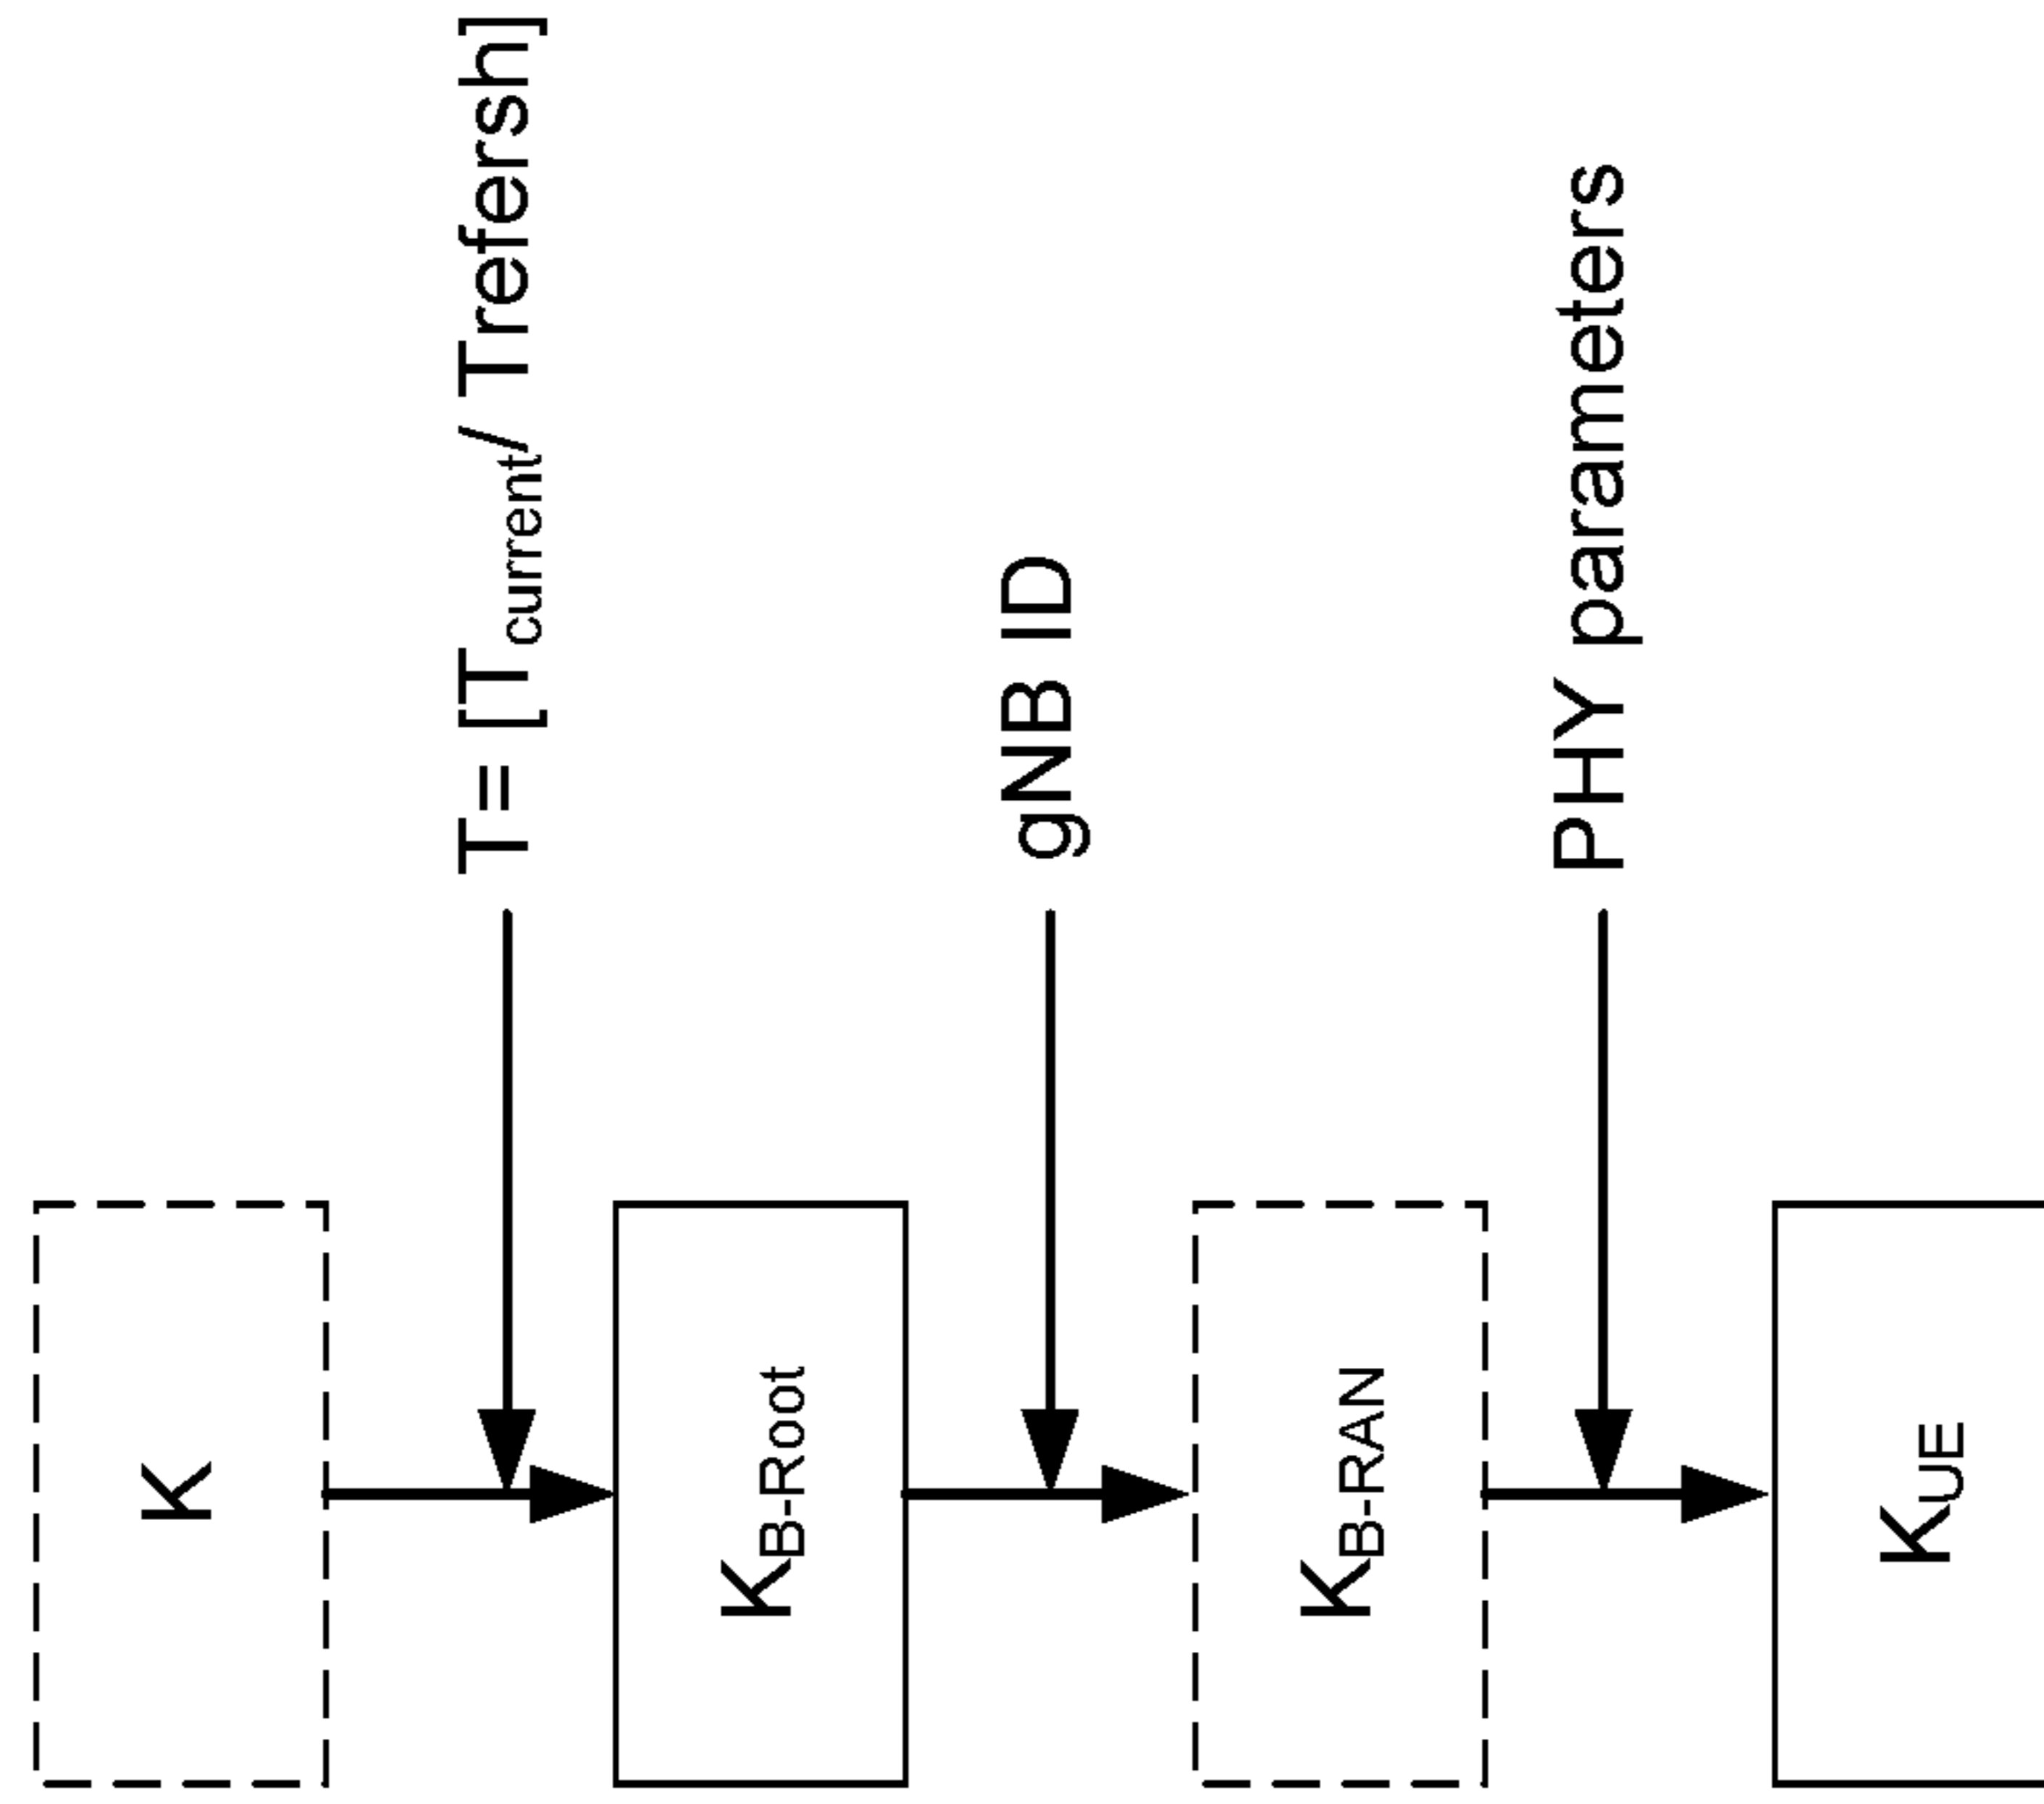 K
T= [Tcurrent/ Trefersh]
KB-Root
gNB ID
KB-RAN
PHY parameters
KUE